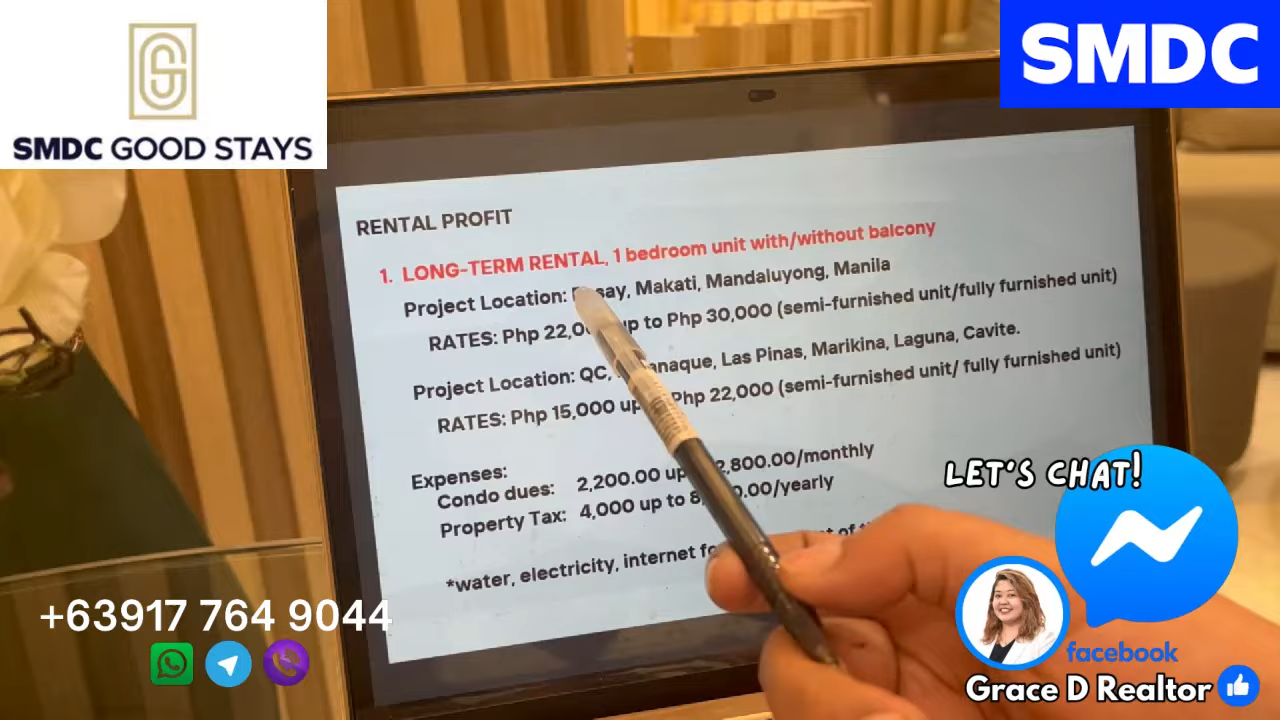 SMDC GOOD STAYS
SMDC
RENTAL PROFIT
1. LONG-TERM RENTAL, 1 bedroom unit with/without balcony
Project Location: say, Makati, Mandaluyong, Manila
RATES: Php 22,0 up to Php 30,000 (semi-furnished unit/fully furnished unit)
Project Location: QC, anaque, Las Pinas, Marikina, Laguna, Cavite.
RATES: Php 15,000 up Php 22,000 (semi-furnished unit/ fully furnished unit)
Expenses:
Condo dues: 2,200.00 up 2,800.00/monthly
Property Tax: 4,000 up to 8, 0.00/yearly
*water, electricity, internet of
LET'S CHAT!
+63917 764 9044
facebook
Grace D Realtor